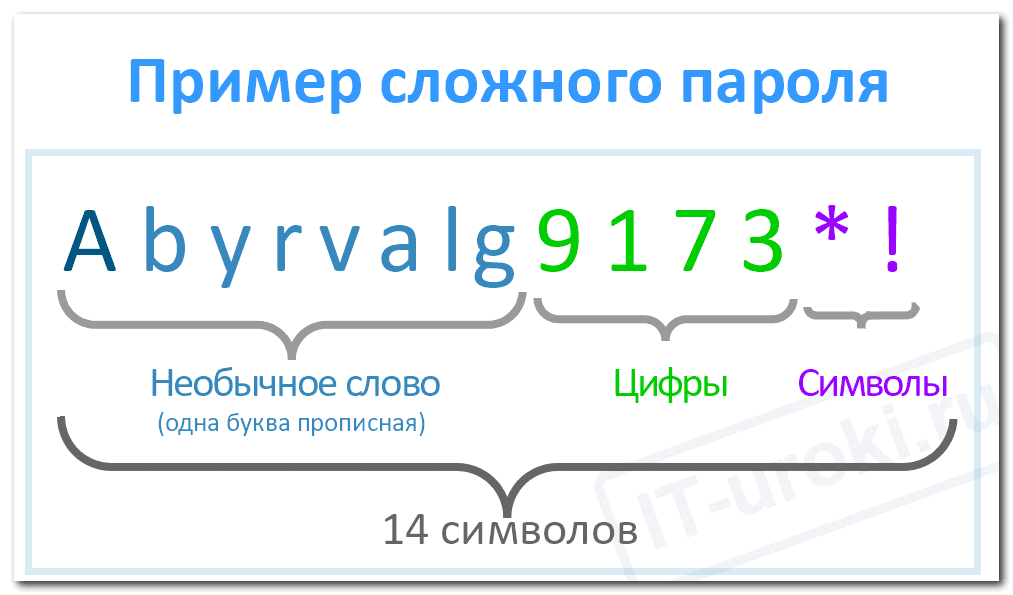 Пример сложного пароля
Abyrvalg9173*!
Необычное слово Цифры Символы
(одна буква прописная)
14 символов
IT-uroki.ru